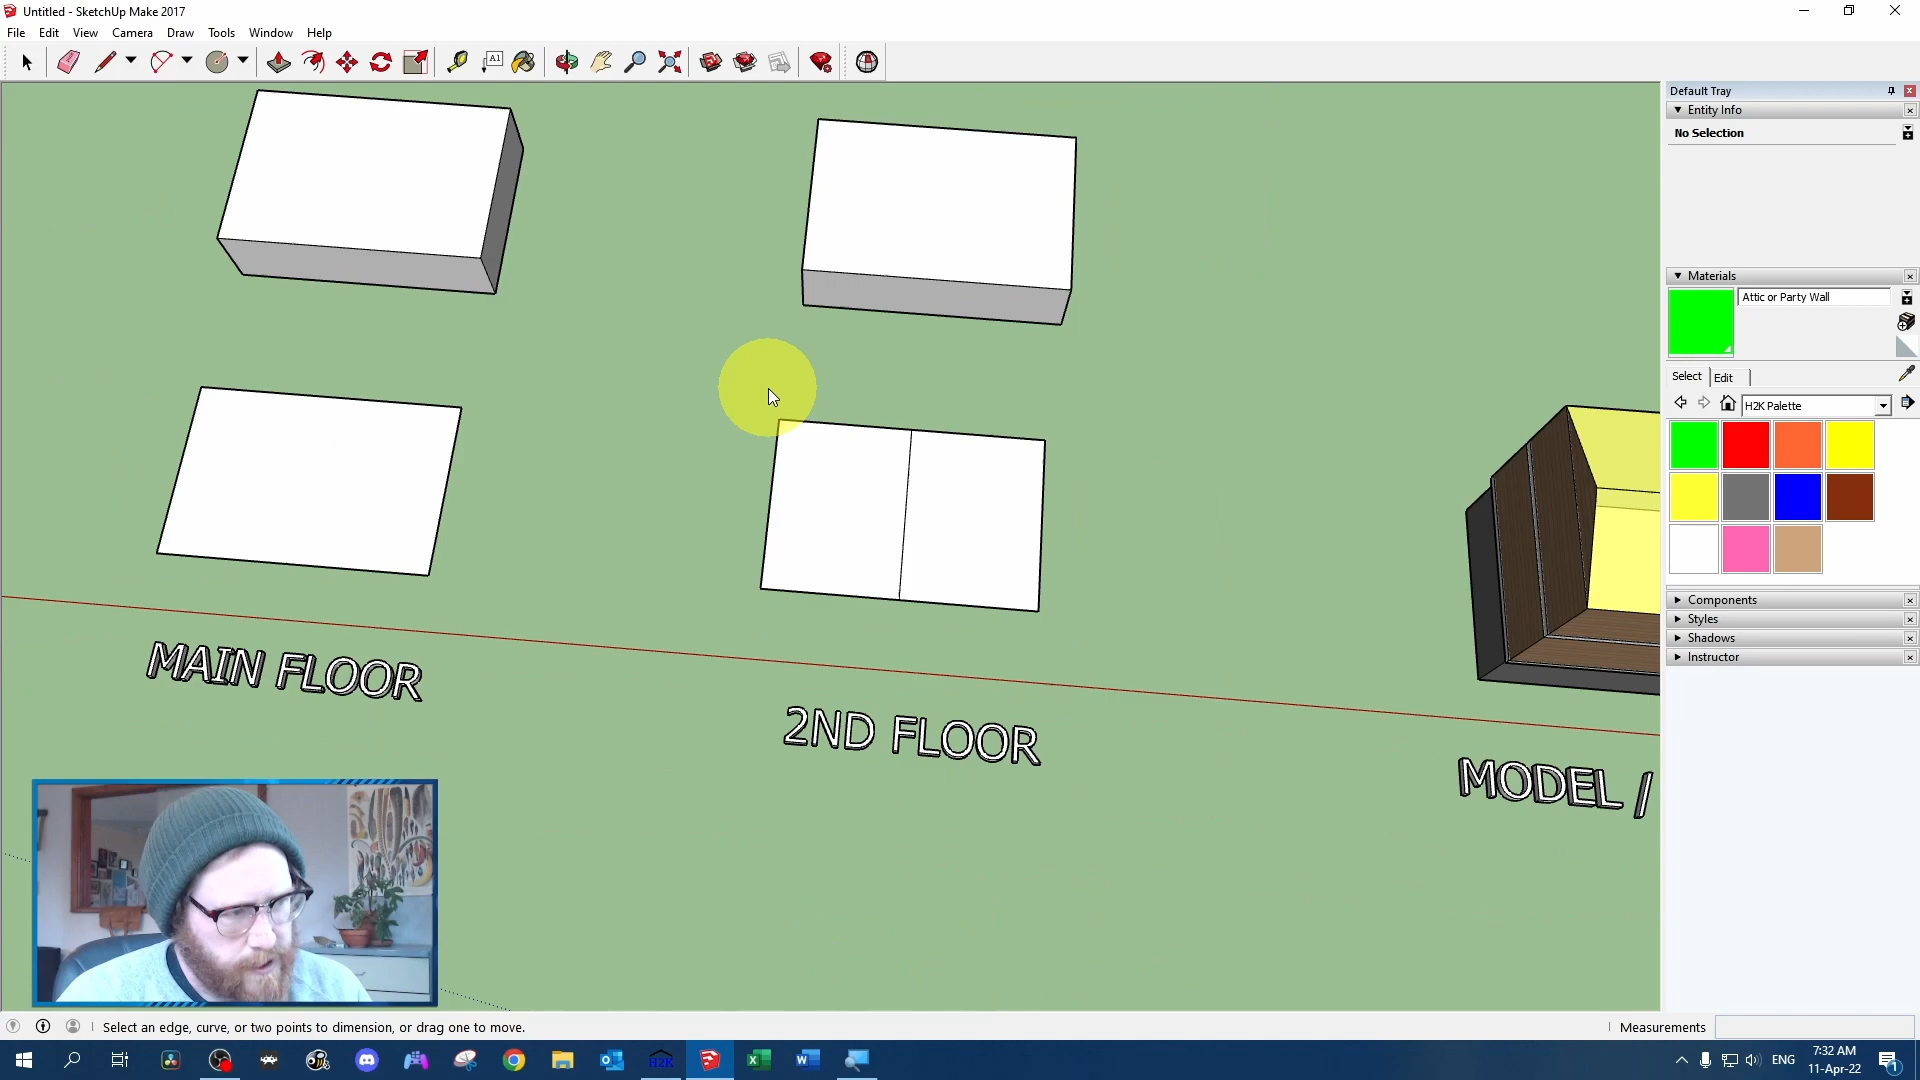 Untitled - SketchUp Make 2017
File Edit View Camera Draw Tools Window Help
A1
Default Tray
Entity Info
No Selection
Materials
Attic or Party Wall
Select Edit
H2K Palette
Components
Styles
Shadows
Instructor
MAIN FLOOR
2ND FLOOR
MODEL /
Select an edge, curve, or two points to dimension, or drag one to move.
Measurements
H2K
ENG
7:32 AM
11-Apr-22
1